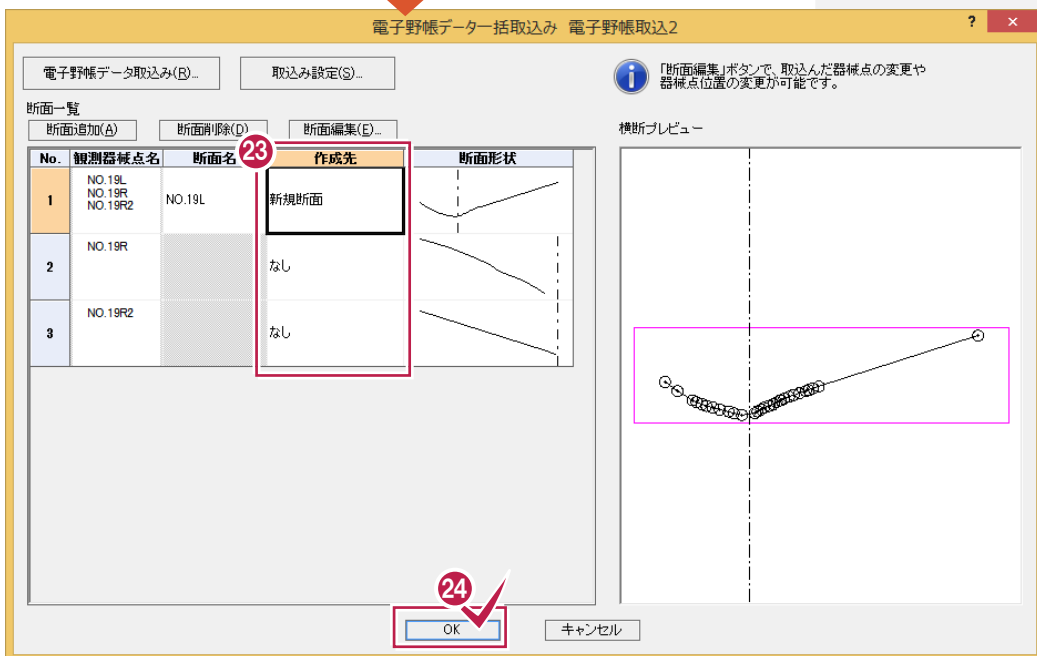 電子野帳データ一括取込み 電子野帳取込2
? ×
電子野帳データ取込み(R)...
取込み設定(S)...
「断面編集」ボタンで、取込んだ器械点の変更や
器械点位置の変更が可能です。
断面一覧
断面追加(A)
断面削除(D)
断面編集(E)...
横断プレビュー
23
No. 観測器械点名 断面名 作成先 断面形状
1
NO.19L
NO.19R
NO.19R2
NO.19L
新規断面
2
NO.19R
なし
3
NO.19R2
なし
24
OK
キャンセル